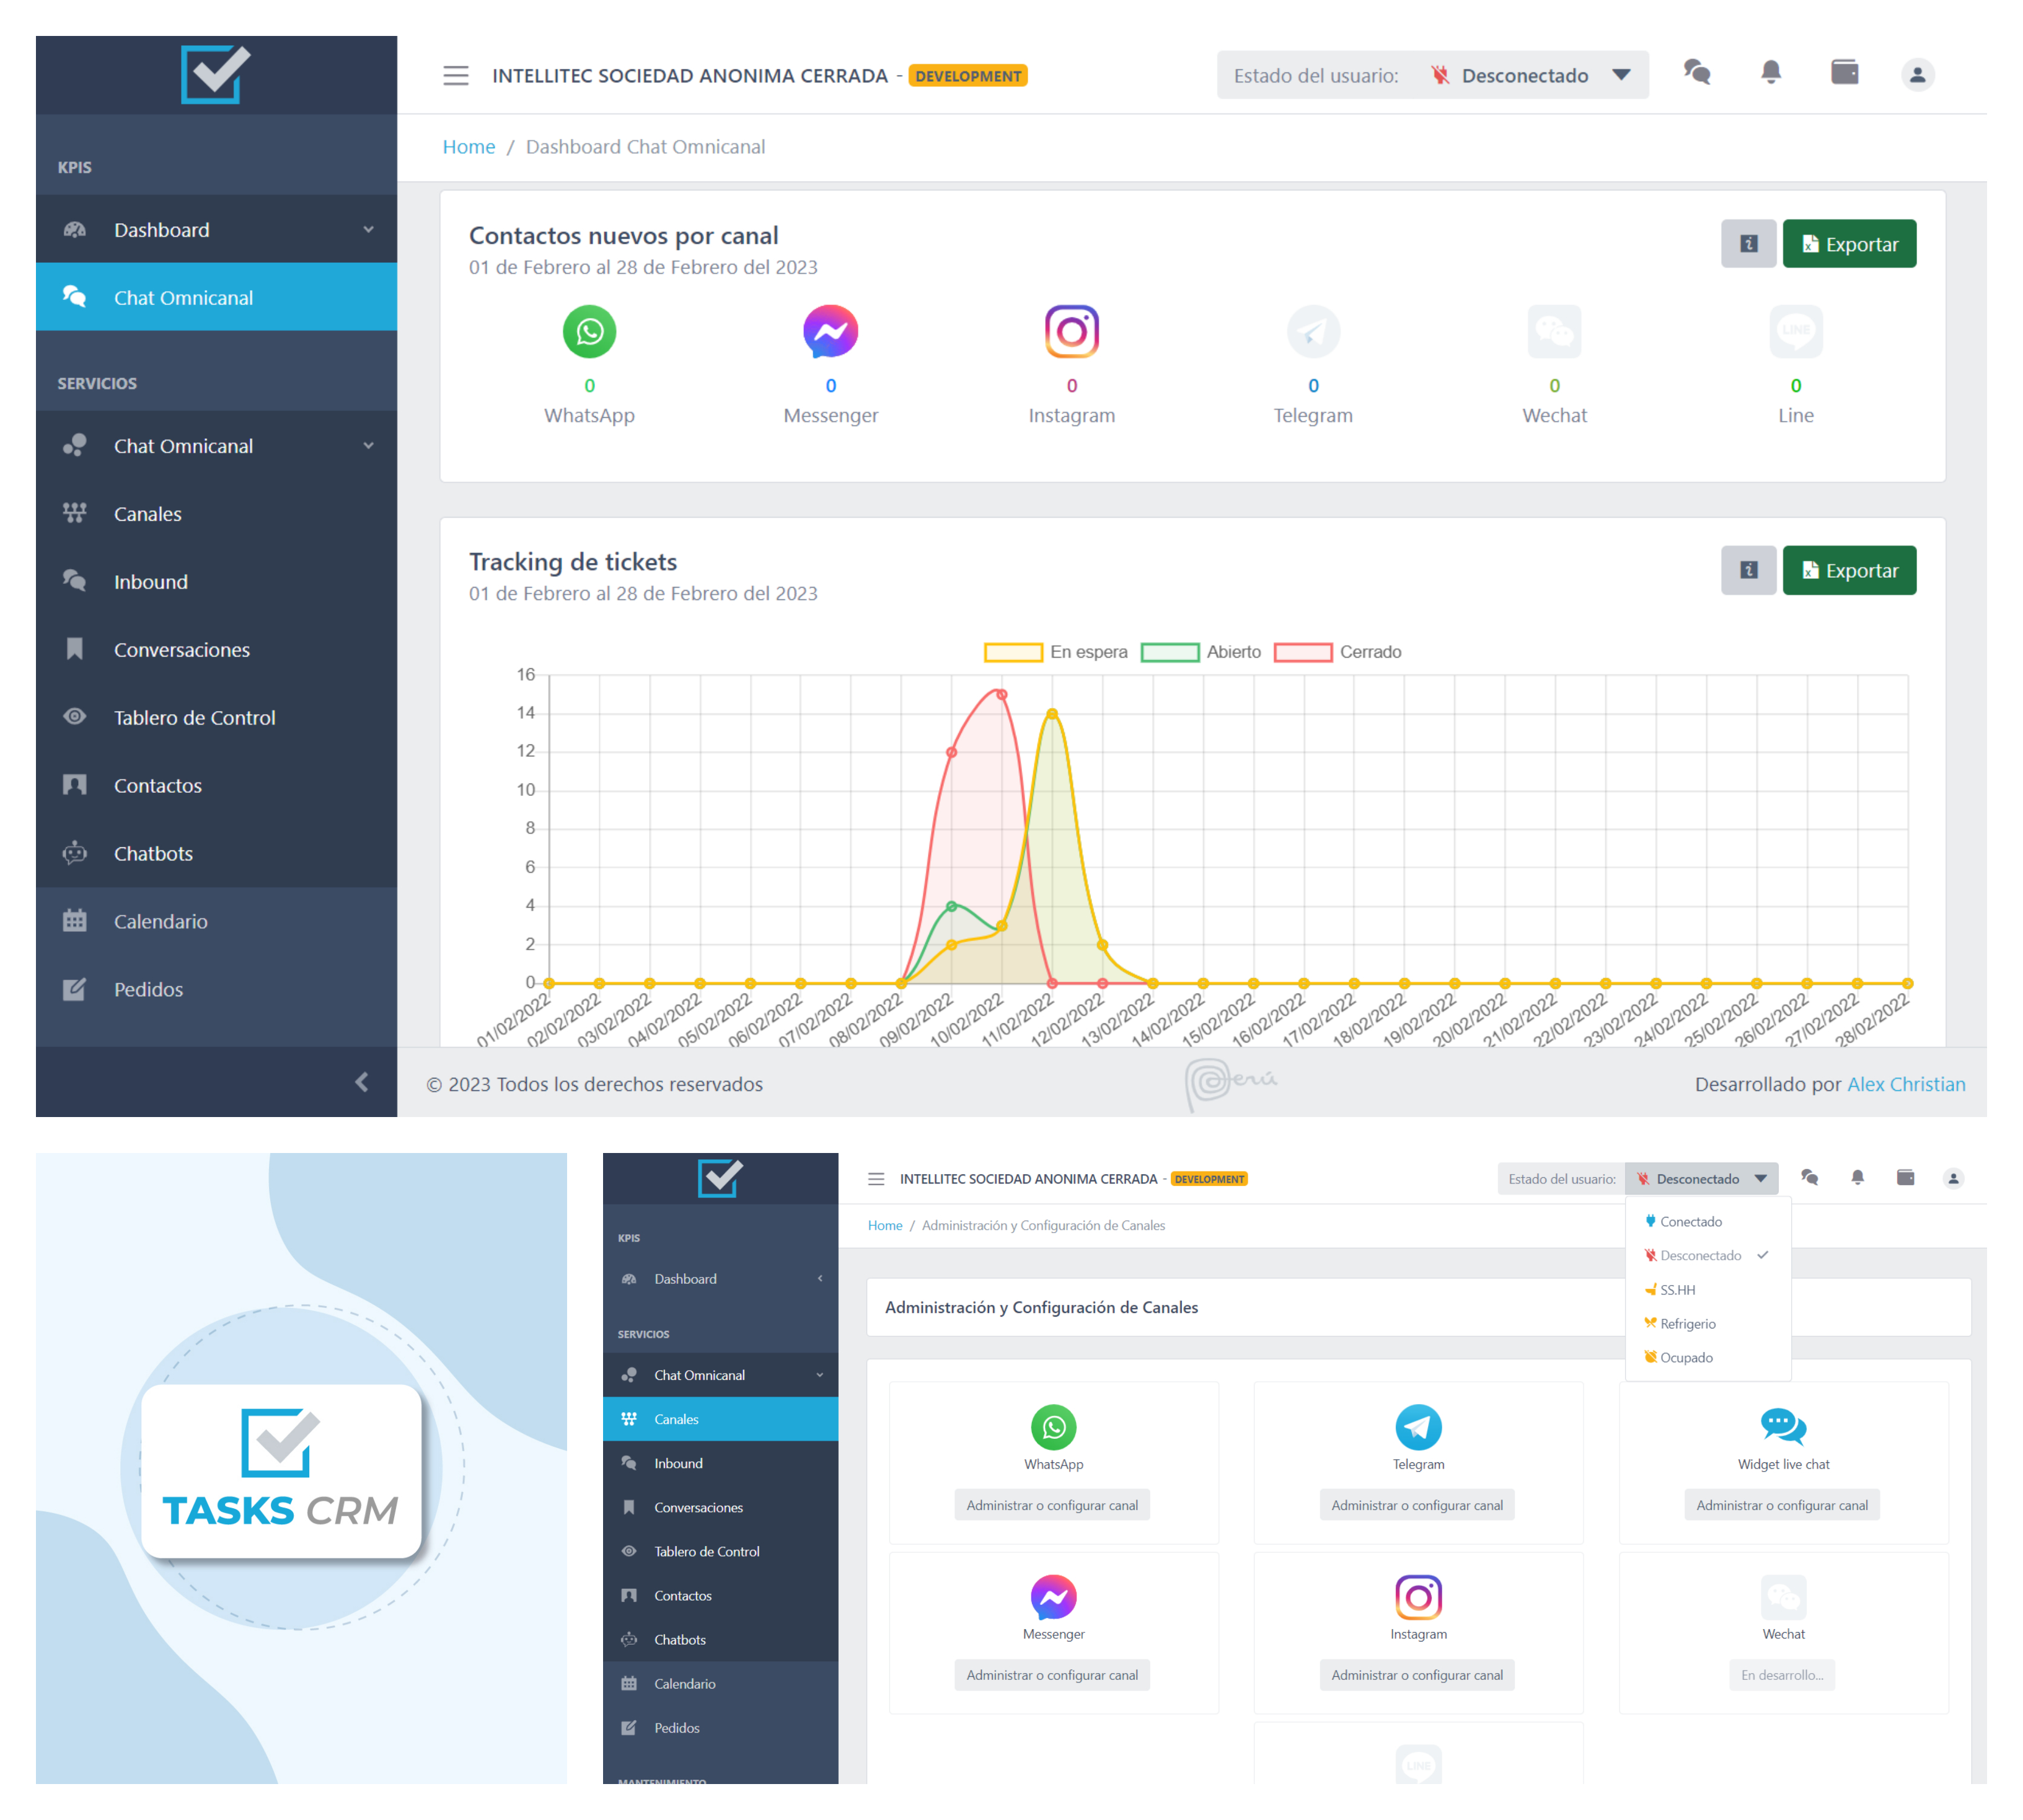 INTELLITEC SOCIEDAD ANONIMA CERRADA - DEVELOPMENT
Estado del usuario: Desconectado
Home / Dashboard Chat Omnicanal
KPIS
Dashboard
Chat Omnicanal
SERVICIOS
Chat Omnicanal
Canales
Inbound
Conversaciones
Tablero de Control
Contactos
Chatbots
Calendario
Pedidos
Contactos nuevos por canal
01 de Febrero al 28 de Febrero del 2023
Exportar
LINE
0 0 0 0 0 0
WhatsApp Messenger Instagram Telegram Wechat Line
Tracking de tickets
01 de Febrero al 28 de Febrero del 2023
Exportar
En espera Abierto Cerrado
16
14
12
10
8
6
4
2
0
01/02/2022 02/02/2022 03/02/2022 04/02/2022 05/02/2022 06/02/2022 07/02/2022 08/02/2022 09/02/2022 10/02/2022 11/02/2022 12/02/2022 13/02/2022 14/02/2022 15/02/2022 16/02/2022 17/02/2022 18/02/2022 19/02/2022 20/02/2022 21/02/2022 22/02/2022 23/02/2022 24/02/2022 25/02/2022 26/02/2022 27/02/2022 28/02/2022
© 2023 Todos los derechos reservados
Perú
Desarrollado por Alex Christian
TASKS CRM
INTELLITEC SOCIEDAD ANONIMA CERRADA - DEVELOPMENT
Estado del usuario: Desconectado
Conectado
Desconectado
SS.HH
Refrigerio
Ocupado
Home / Administración y Configuración de Canales
KPIS
Dashboard
SERVICIOS
Chat Omnicanal
Canales
Inbound
Conversaciones
Tablero de Control
Contactos
Chatbots
Calendario
Pedidos
MANTENIMIENTO
Administración y Configuración de Canales
WhatsApp Telegram Widget live chat
Administrar o configurar canal Administrar o configurar canal Administrar o configurar canal
Messenger Instagram Wechat
Administrar o configurar canal Administrar o configurar canal En desarrollo...
LINE